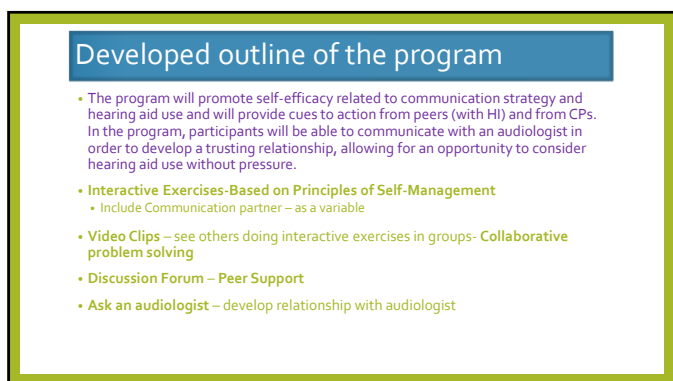 Developed outline of the program
• The program will promote self-efficacy related to communication strategy and
hearing aid use and will provide cues to action from peers (with HI) and from CPs.
In the program, participants will be able to communicate with an audiologist in
order to develop a trusting relationship, allowing for an opportunity to consider
hearing aid use without pressure.
• Interactive Exercises-Based on Principles of Self-Management
• Include Communication partner – as a variable
• Video Clips – see others doing interactive exercises in groups- Collaborative
problem solving
• Discussion Forum – Peer Support
• Ask an audiologist – develop relationship with audiologist